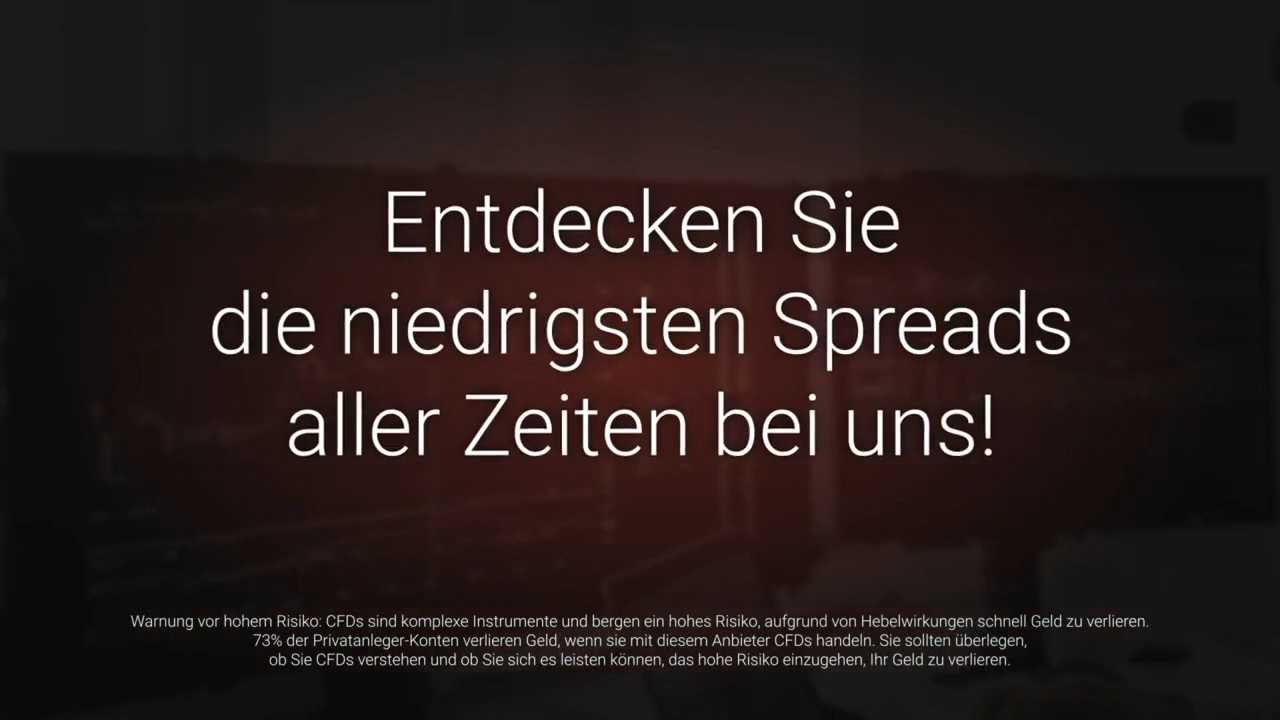 Entdecken Sie
die niedrigsten Spreads
aller Zeiten bei uns!
Warnung vor hohem Risiko: CFDs sind komplexe Instrumente und bergen ein hohes Risiko, aufgrund von Hebelwirkungen schnell Geld zu verlieren.
73% der Privatanleger-Konten verlieren Geld, wenn sie mit diesem Anbieter CFDs handeln. Sie sollten überlegen,
ob Sie CFDs verstehen und ob Sie sich es leisten können, das hohe Risiko einzugehen, Ihr Geld zu verlieren.